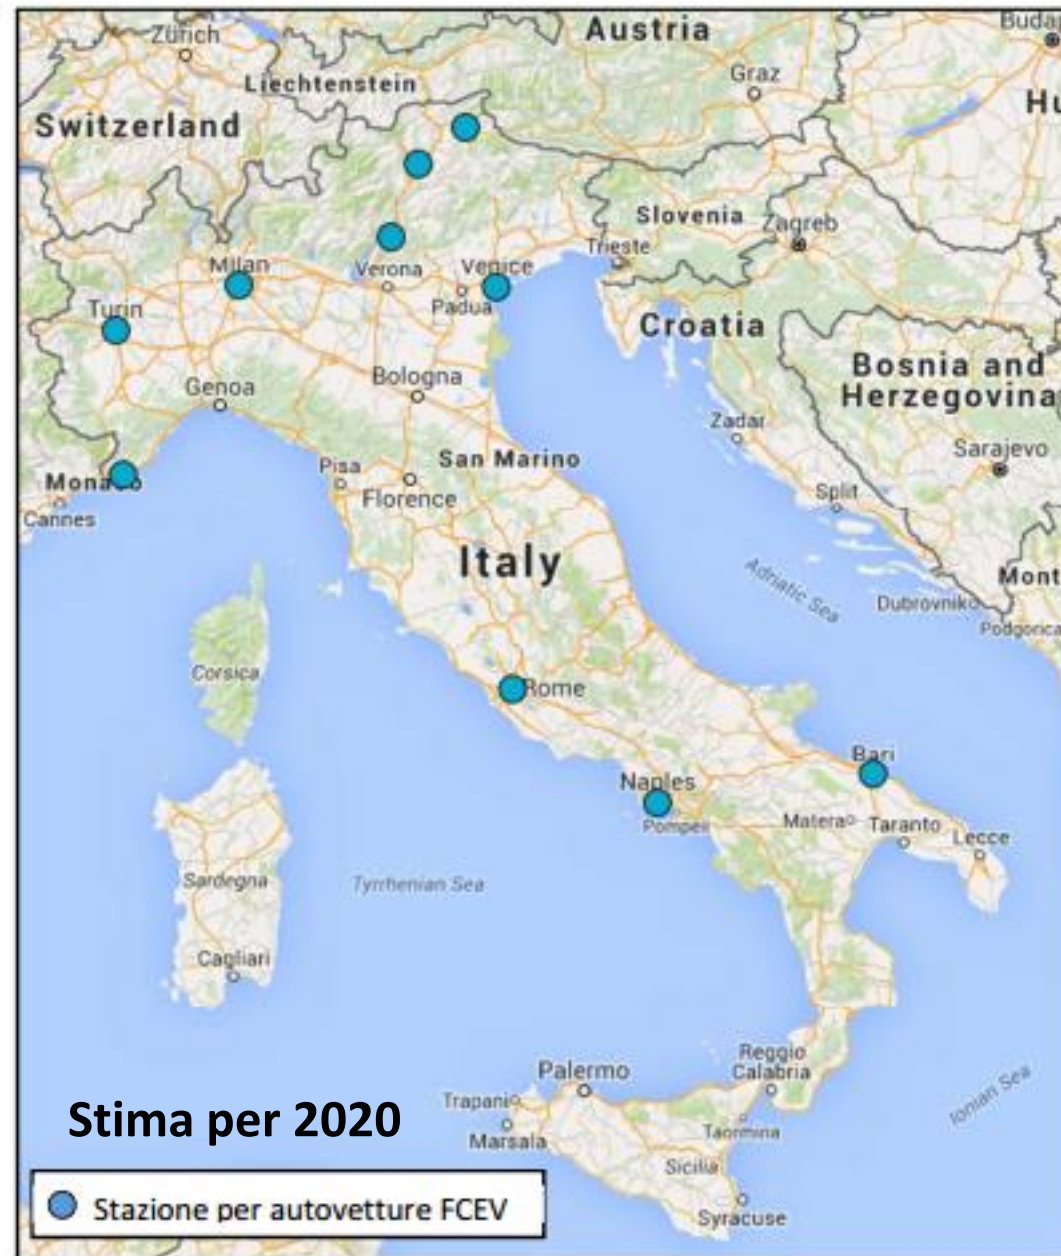 Zürich
Austria
Buda
Graz
Liechtenstein
Switzerland
Hu
Slovenia
Zagreb
Trieste
Milan
Verona
Venice
Padua
Turin
Croatia
Bosnia and
Herzegovina
Genoa
Bologna
Zadar
Sarajevo
San Marino
Pisa
Florence
Monaco
Cannes
Split
Italy
Adriatic Sea
Mont
Dubrovnik
Podgorica
Corsica
Rome
Bari
Naples
Pompeii
Matera
Taranto
Lecce
Sardegna
Tyrrhenian Sea
Cagliari
Reggio
Calabria
Palermo
Ionian Sea
Trapani
Marsala
Taormina
Sicilia
Syracuse
Stima per 2020
Stazione per autovetture FCEV